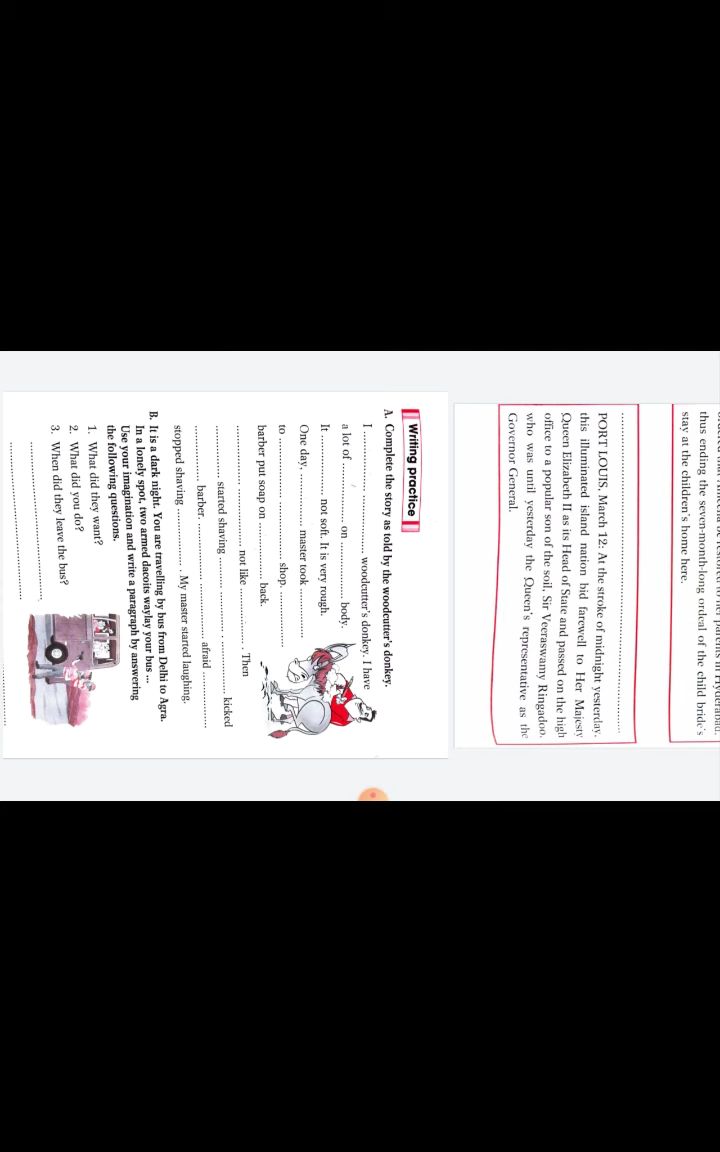 thus ending the seven-month-long ordeal of the child bride's
stay at the children's home here.
................................................................
PORT LOUIS, March 12: At the stroke of midnight yesterday,
this illuminated island nation bid farewell to Her Majesty
Queen Elizabeth II as its Head of State and passed on the high
office to a popular son of the soil, Sir Veeraswamy Ringadoo,
who was until yesterday the Queen's representative as the
Governor General.
Writing practice
A. Complete the story as told by the woodcutter's donkey.
I ............... ............... woodcutter's donkey. I have
a lot of ............... on ............... body.
It ............... not soft. It is very rough.
One day, ............... master took ...............
to ............... ............... shop. ...............
barber put soap on ............... back.
............... ............... not like ............... . Then
............... started shaving ............... . ............... kicked
............... barber. ............... ............... afraid ...............
stopped shaving ............... . My master started laughing.
B. It is a dark night. You are travelling by bus from Delhi to Agra.
In a lonely spot, two armed dacoits waylay your bus ...
Use your imagination and write a paragraph by answering
the following questions.
1. What did they want?
2. What did you do?
3. When did they leave the bus?
................................................................
................................................................